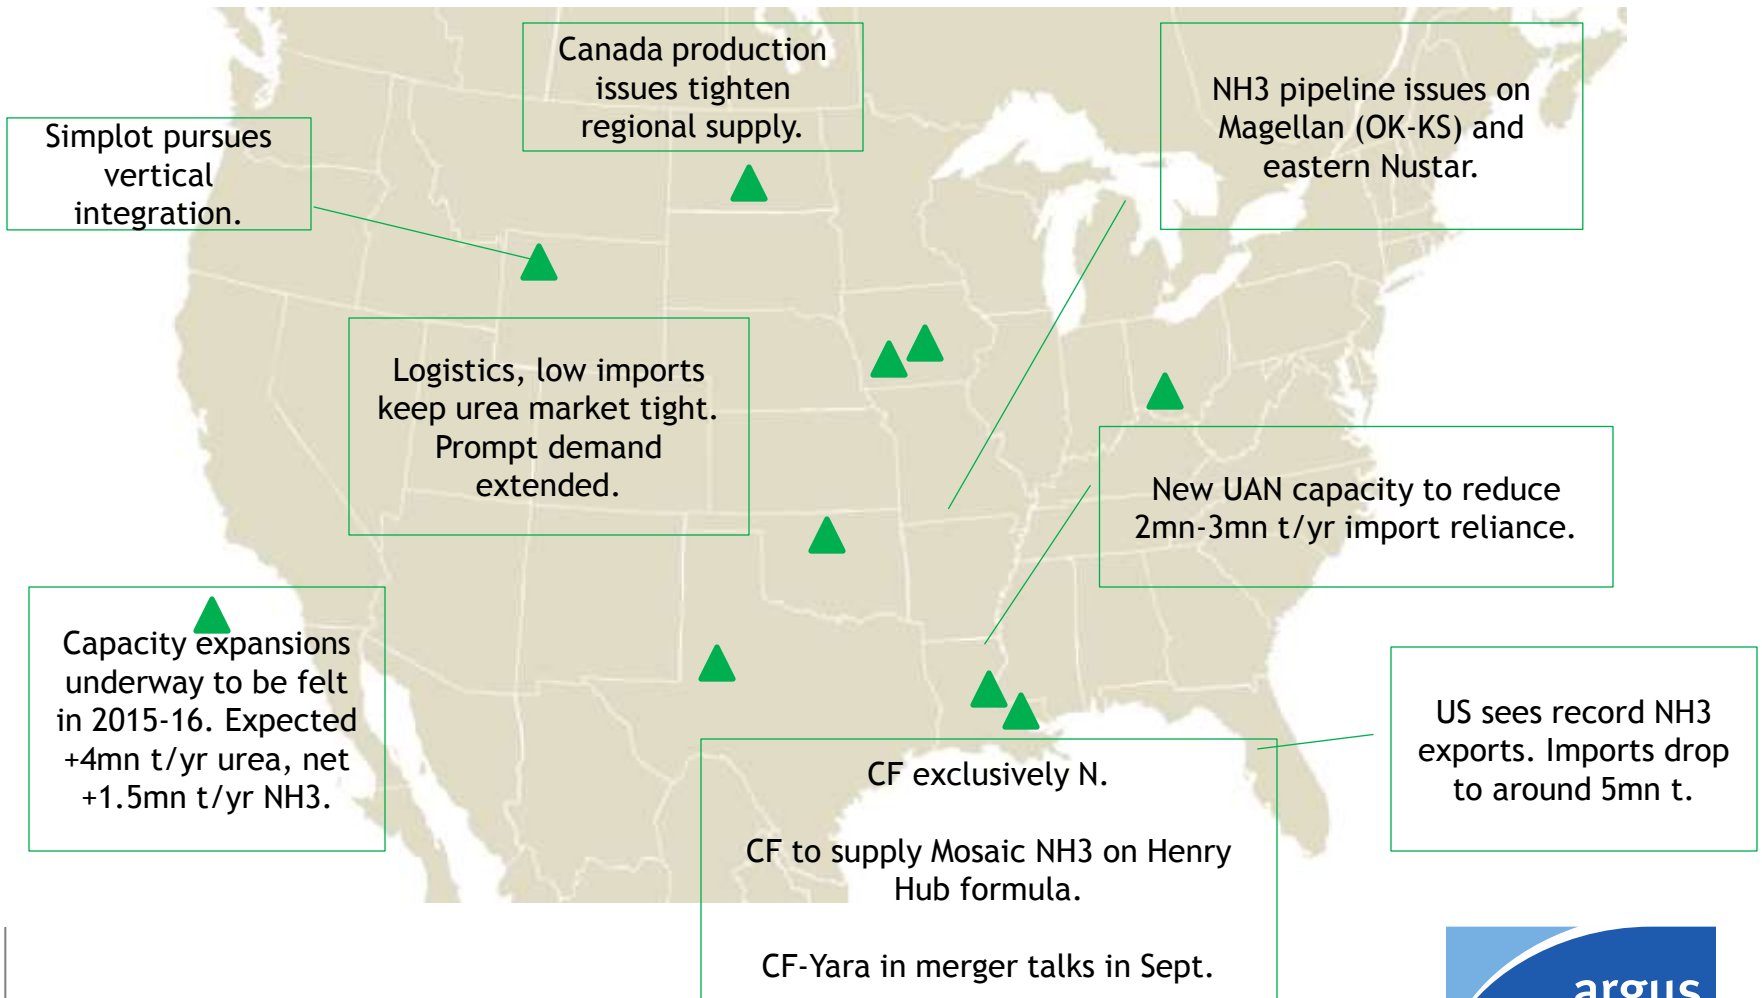 Canada production
issues tighten
regional supply.
NH3 pipeline issues on
Magellan (OK-KS) and
eastern Nustar.
Simplot pursues
vertical
integration.
Logistics, low imports
keep urea market tight.
Prompt demand
extended.
New UAN capacity to reduce
2mn-3mn t/yr import reliance.
Capacity expansions
underway to be felt
in 2015-16. Expected
+4mn t/yr urea, net
+1.5mn t/yr NH3.
US sees record NH3
exports. Imports drop
to around 5mn t.
CF exclusively N.
CF to supply Mosaic NH3 on Henry
Hub formula.
CF-Yara in merger talks in Sept.
argus